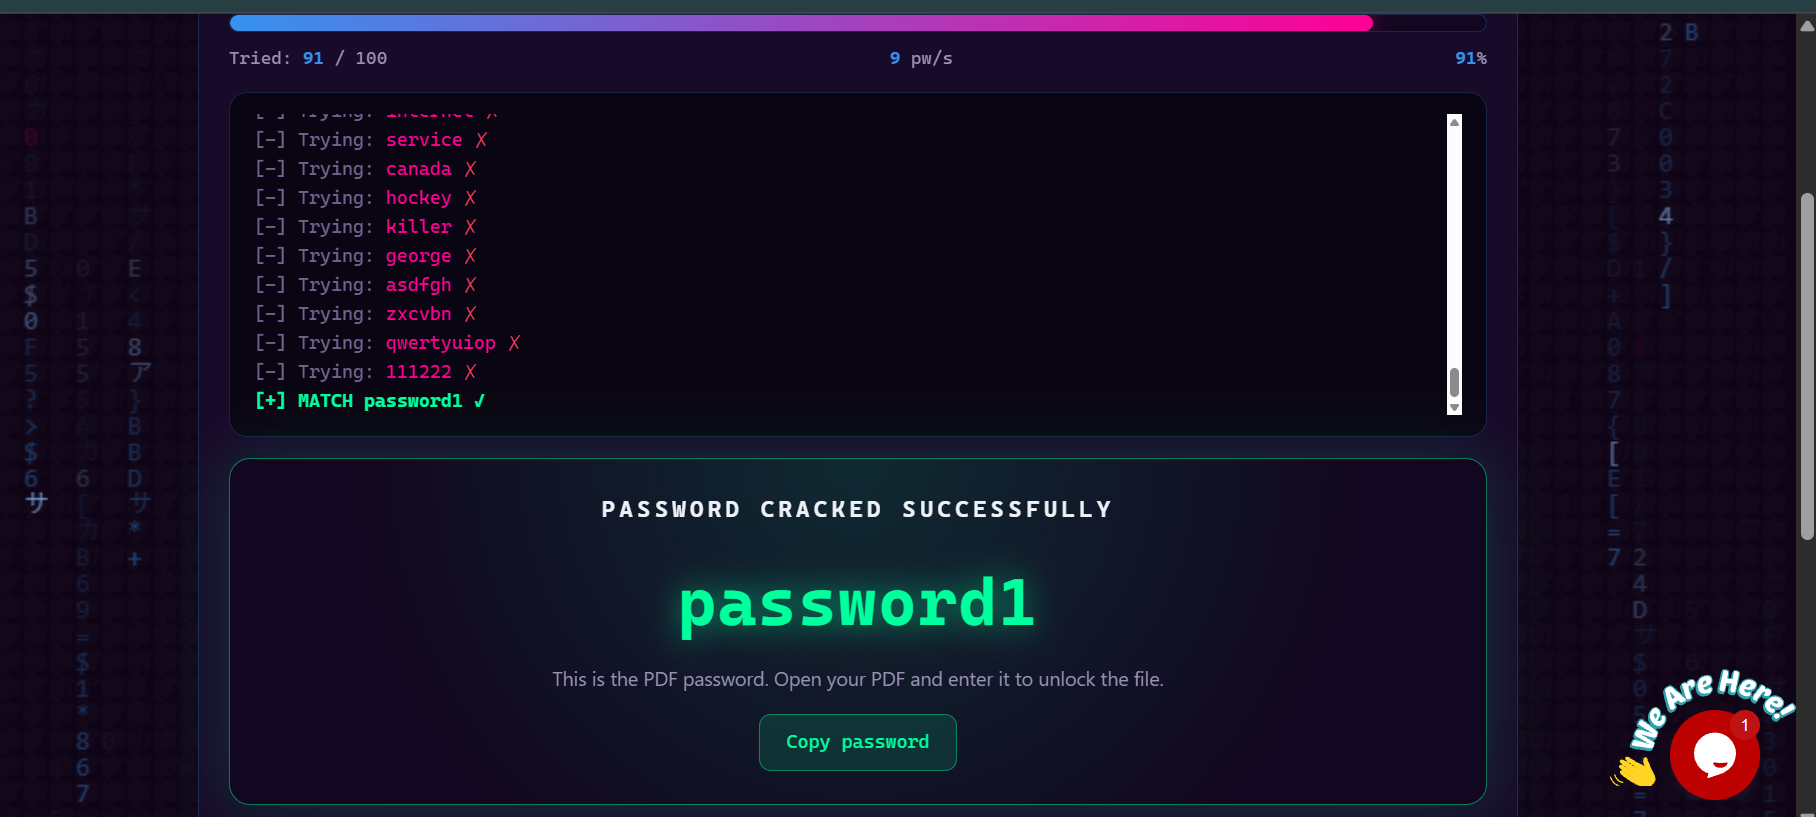 Tried: 91 / 100
9 pw/s
91%
[-] Trying: internet ✗
[-] Trying: service ✗
[-] Trying: canada ✗
[-] Trying: hockey ✗
[-] Trying: killer ✗
[-] Trying: george ✗
[-] Trying: asdfgh ✗
[-] Trying: zxcvbn ✗
[-] Trying: qwertyuiop ✗
[-] Trying: 111222 ✗
[+] MATCH password1 ✓
PASSWORD CRACKED SUCCESSFULLY
password1
This is the PDF password. Open your PDF and enter it to unlock the file.
Copy password
We Are Here!
1